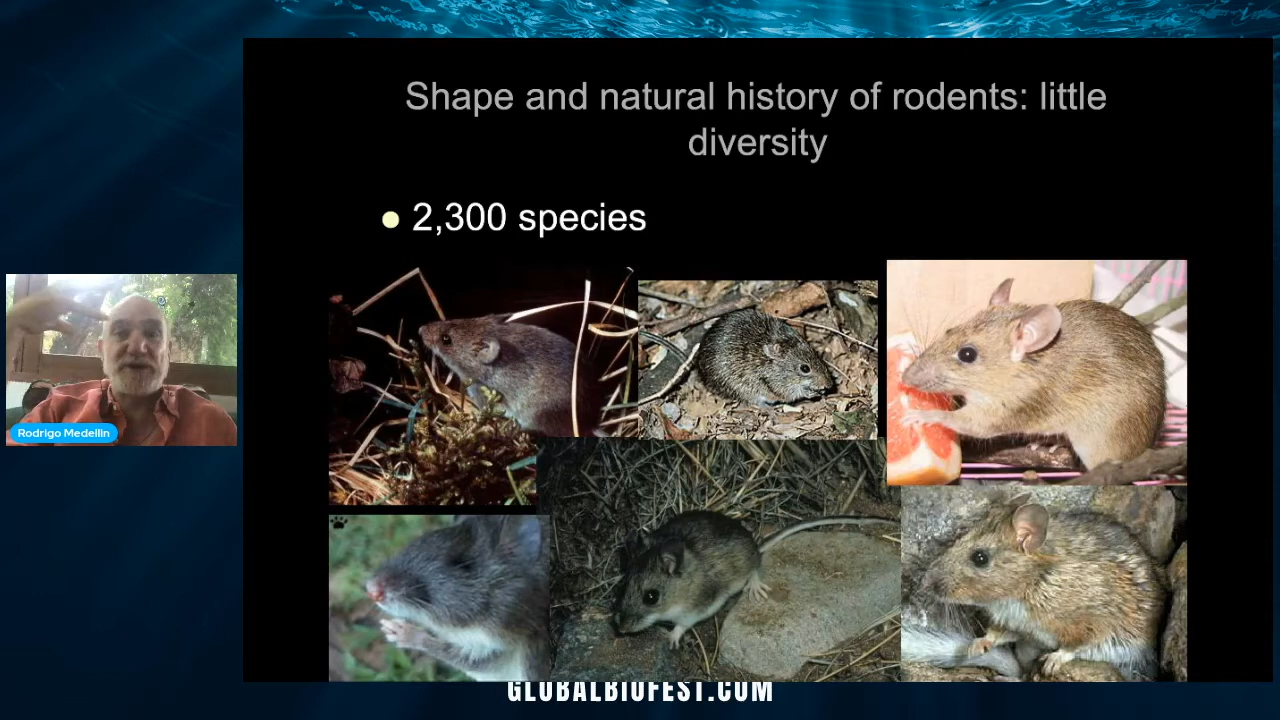 Shape and natural history of rodents: little
diversity
2,300 species
Rodrigo Medellin
GLOBALBIOFEST.COM